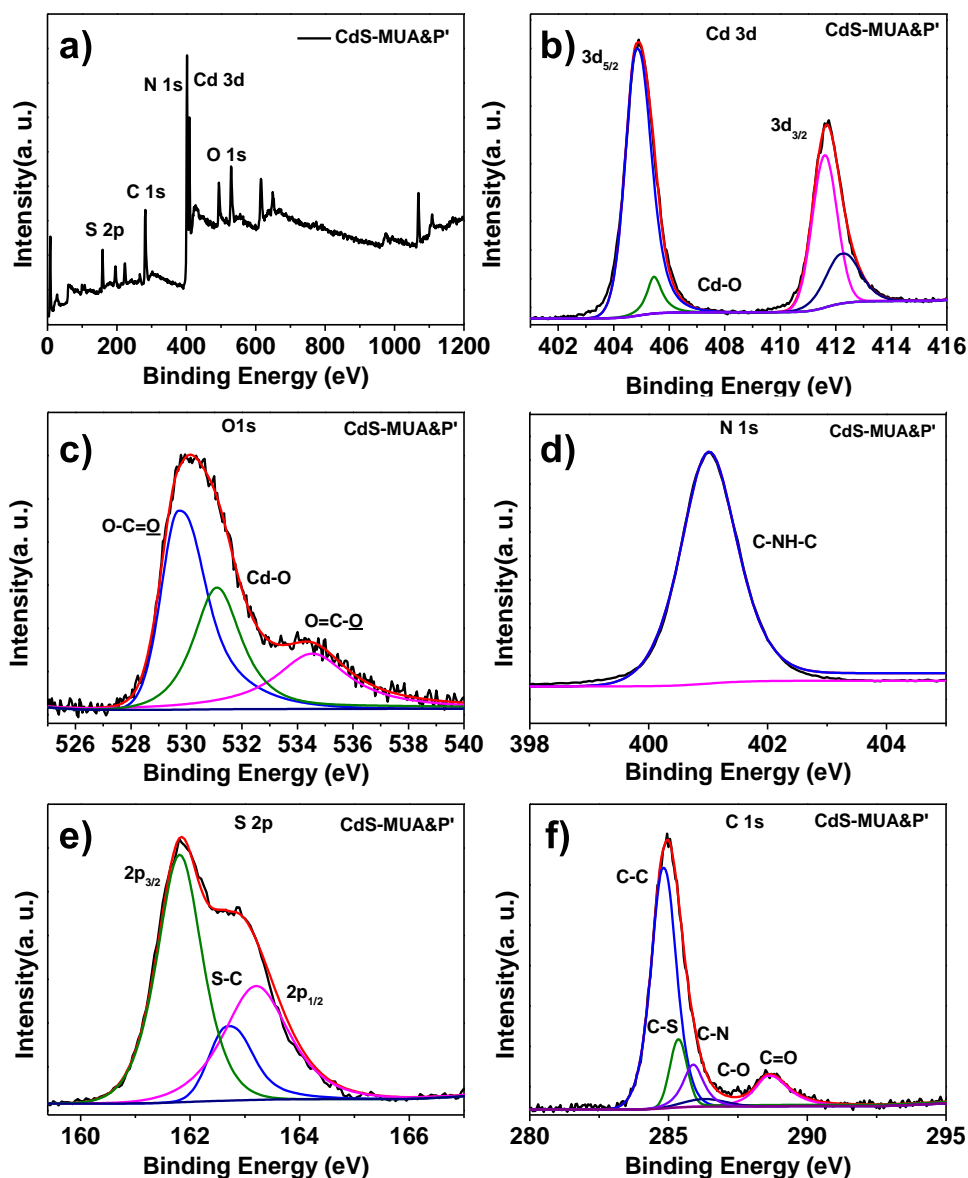 a)
CdS-MUA&P'
N 1s
Cd 3d
O 1s
C 1s
S 2p
Intensity(a. u.)
0 200 400 600 800 1000 1200
Binding Energy (eV)
b)
Cd 3d
CdS-MUA&P'
3d5/2
3d3/2
Cd-O
Intensity(a. u.)
402 404 406 408 410 412 414 416
Binding Energy (eV)
c)
O1s
CdS-MUA&P'
O-C=O
Cd-O
O=C-O
Intensity(a. u.)
526 528 530 532 534 536 538 540
Binding Energy (eV)
d)
N 1s
CdS-MUA&P'
C-NH-C
Intensity(a. u.)
398 400 402 404
Binding Energy (eV)
e)
S 2p
CdS-MUA&P'
2p3/2
S-C
2p1/2
Intensity(a. u.)
160 162 164 166
Binding Energy (eV)
f)
C 1s
CdS-MUA&P'
C-C
C-S
C-N
C-O
C=O
Intensity(a. u.)
280 285 290 295
Binding Energy (eV)